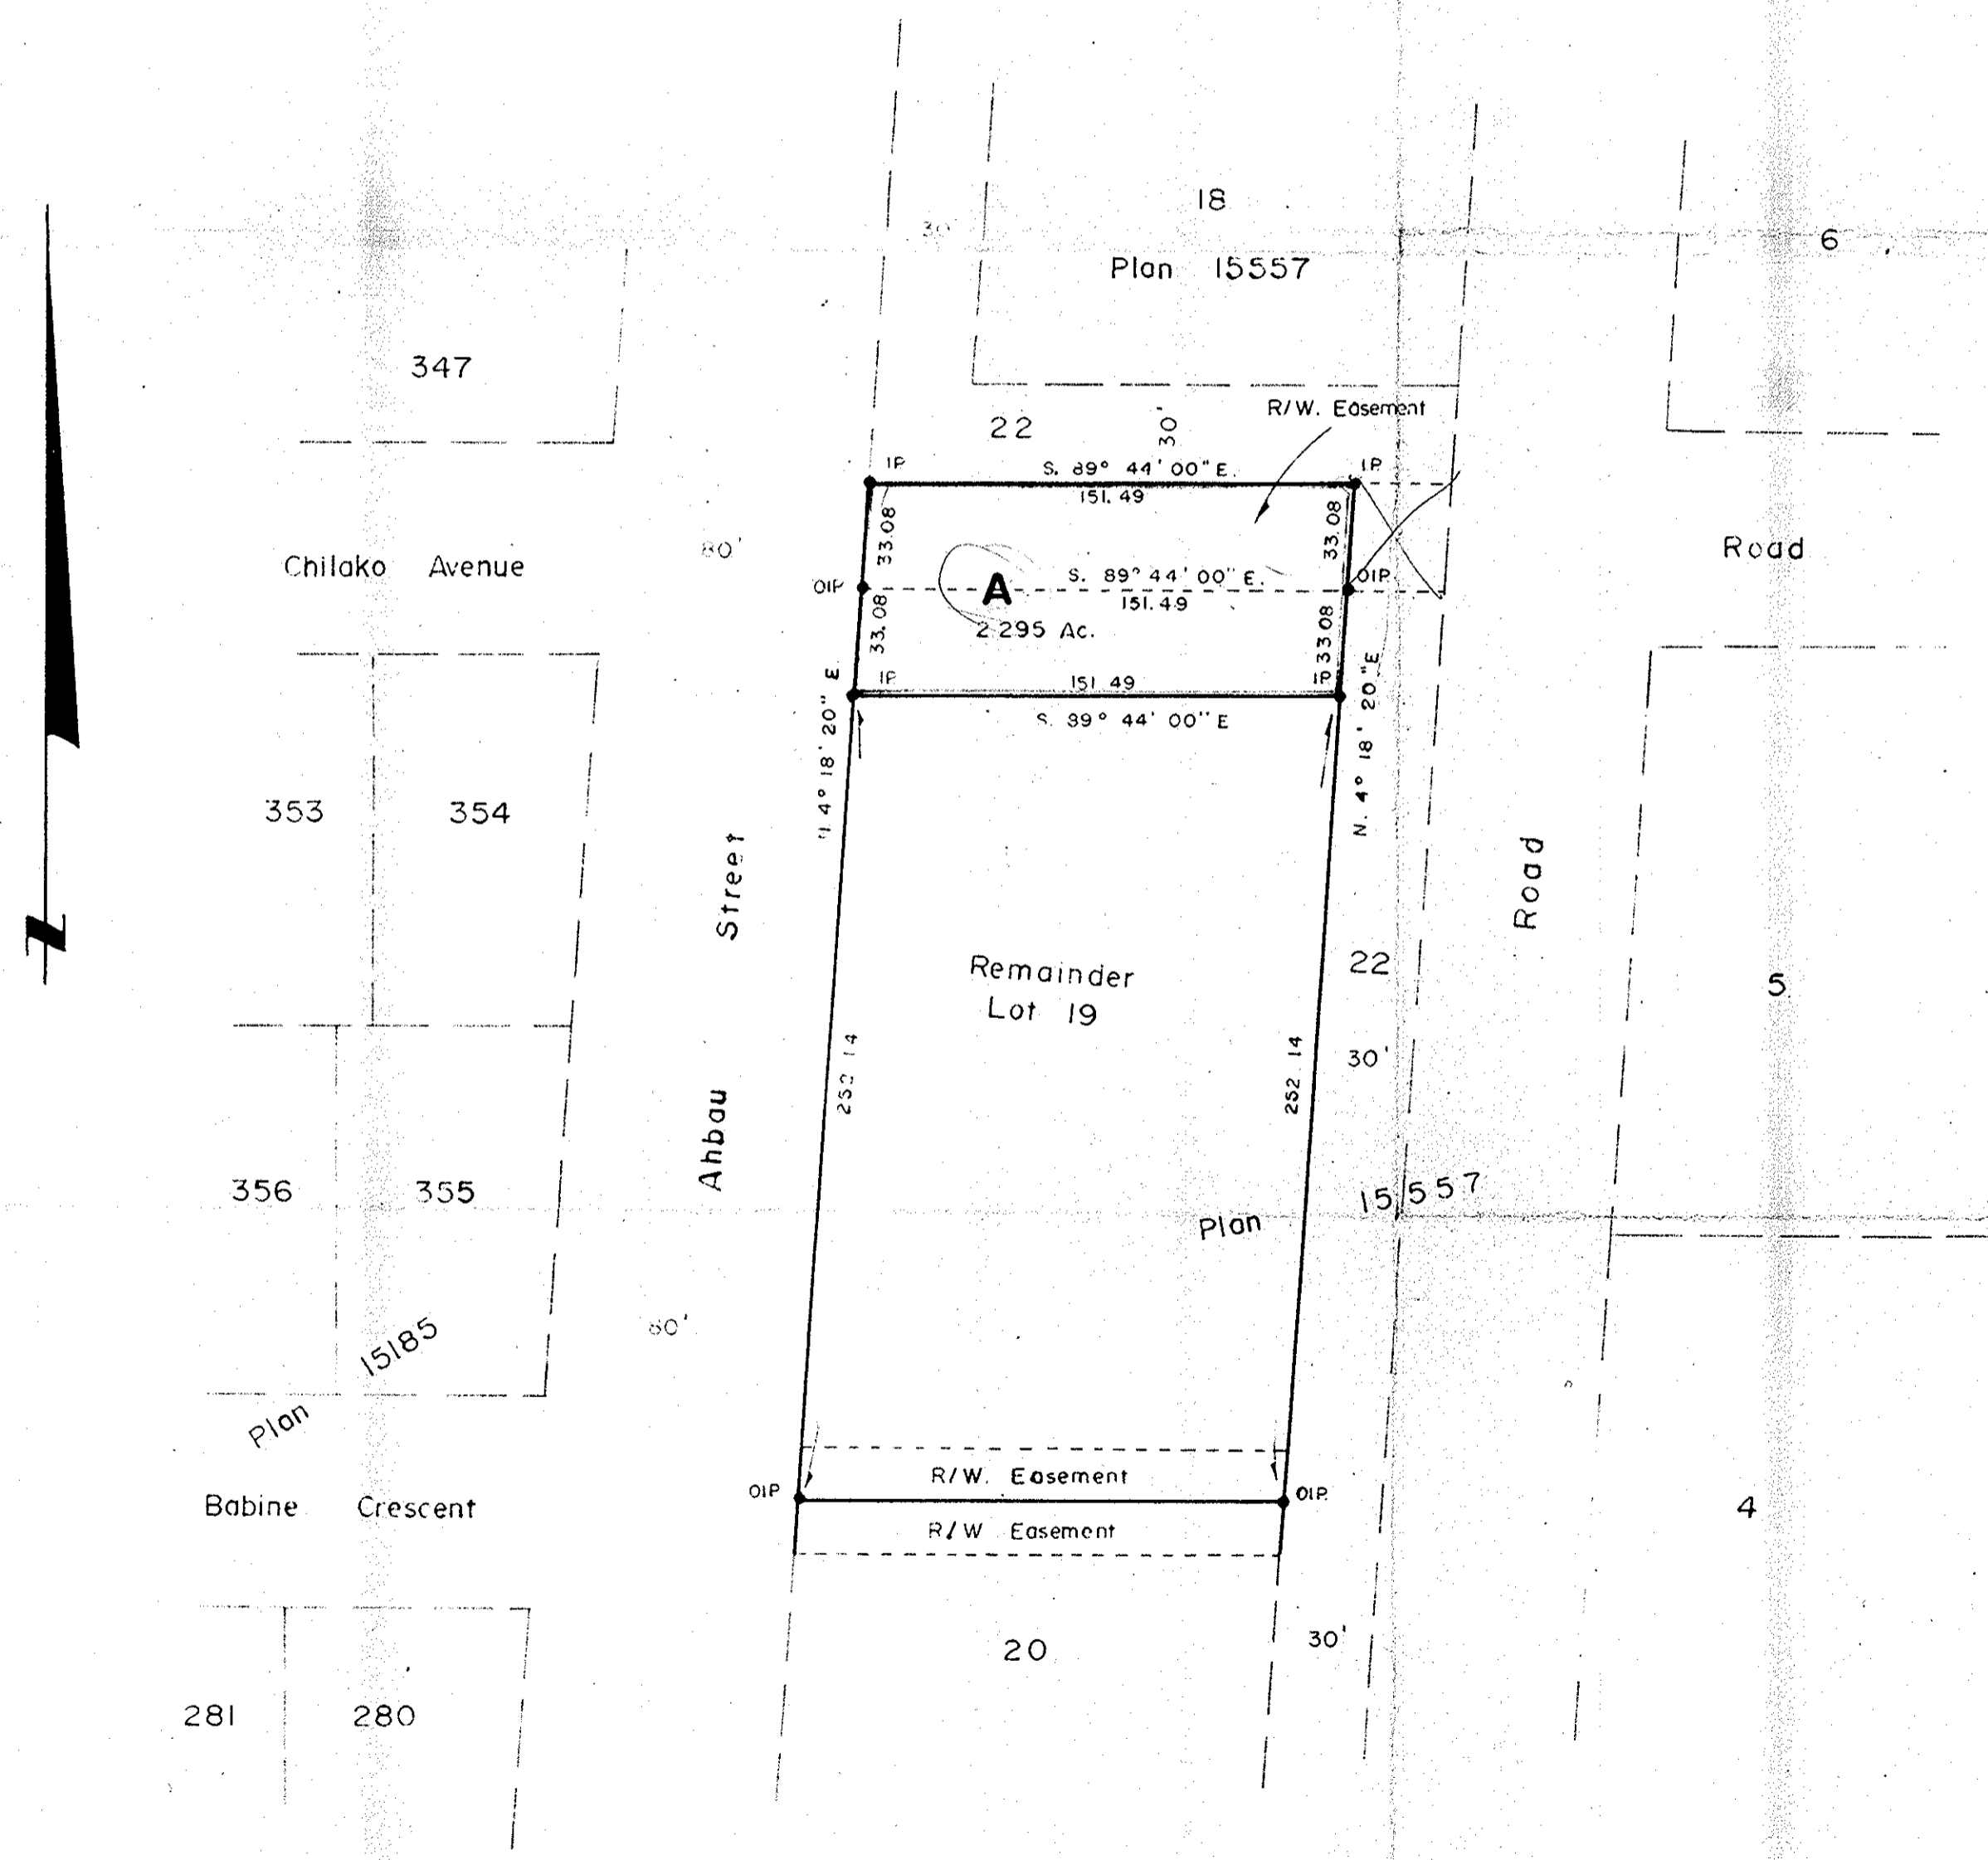 18
Plan 15557
6
30'
347
R/W. Easement
22
30'
I.P.
S. 89° 44' 00" E.
I.P.
151.49
33.08
33.08
Chilako Avenue
80'
Road
OIP
A
S. 89° 44' 00" E.
OIP.
151.49
2.295 Ac.
33.08
33.08
IP
151.49
IP
S. 89° 44' 00" E
4° 18' 20" E.
N. 4° 18' 20" E
353
354
Street
Road
Remainder
Lot 19
22
5
252.14
252.14
30'
Ahbau
356
355
Plan 15557
80'
Plan 15185
R/W. Easement
OIP
OIP.
Babine Crescent
4
R/W Easement
20
30'
281
280
N